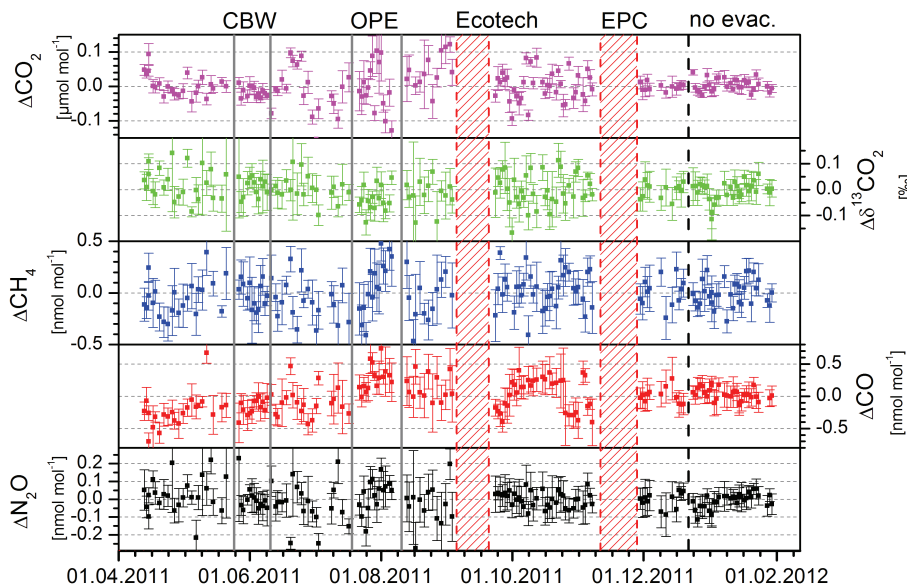 CBW OPE Ecotech EPC no evac.
ΔCO2 [µmol mol⁻¹]
0.1
0.0
-0.1
0.1
0.0
-0.1
Δδ¹³CO2 [‰]
ΔCH4 [nmol mol⁻¹]
0.5
0.0
-0.5
0.5
0.0
-0.5
ΔCO [nmol mol⁻¹]
ΔN2O [nmol mol⁻¹]
0.2
0.1
0.0
-0.1
-0.2
01.04.2011 01.06.2011 01.08.2011 01.10.2011 01.12.2011 01.02.2012